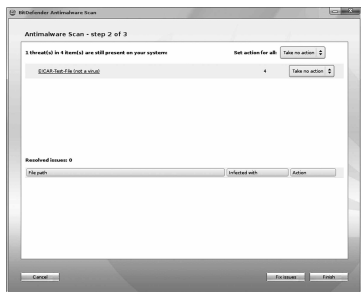 BitDefender Antimalware Scan
Antimalware Scan - step 2 of 3
1 threat(s) in 4 item(s) are still present on your system: Set action for all: Take no action
EICAR-Test-File (not a virus) 4 Take no action
Resolved issues: 0
File path Infected with Action
Cancel Fix issues Finish